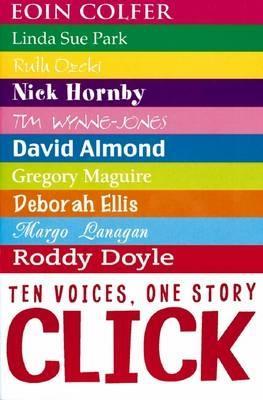 EOIN COLFER
Linda Sue Park
Ruth Ozeki
Nick Hornby
TIM WYNNE-JONES
David Almond
Gregory Maguire
Deborah Ellis
Margo Lanagan
Roddy Doyle
TEN VOICES, ONE STORY
CLICK